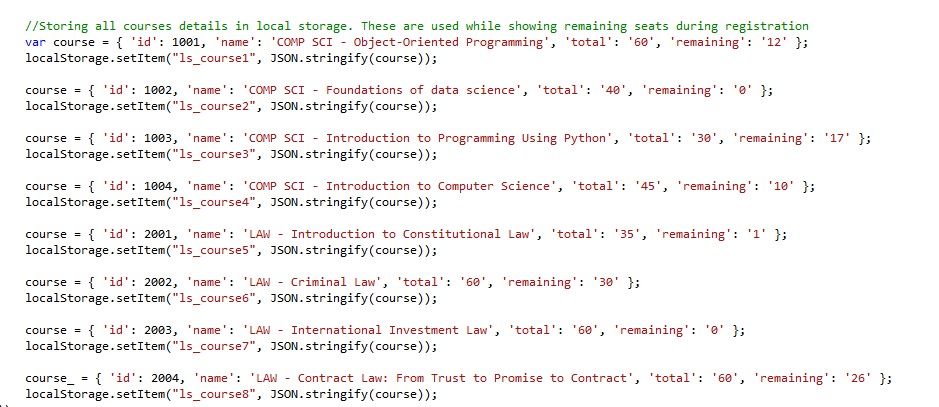 //Storing all courses details in local storage. These are used while showing remaining seats during registration
var course = { 'id': 1001, 'name': 'COMP SCI - Object-Oriented Programming', 'total': '60', 'remaining': '12' };
localStorage.setItem("ls_course1", JSON.stringify(course));
course = { 'id': 1002, 'name': 'COMP SCI - Foundations of data science', 'total': '40', 'remaining': '0' };
localStorage.setItem("ls_course2", JSON.stringify(course));
course = { 'id': 1003, 'name': 'COMP SCI - Introduction to Programming Using Python', 'total': '30', 'remaining': '17' };
localStorage.setItem("ls_course3", JSON.stringify(course));
course = { 'id': 1004, 'name': 'COMP SCI - Introduction to Computer Science', 'total': '45', 'remaining': '10' };
localStorage.setItem("ls_course4", JSON.stringify(course));
course = { 'id': 2001, 'name': 'LAW - Introduction to Constitutional Law', 'total': '35', 'remaining': '1' };
localStorage.setItem("ls_course5", JSON.stringify(course));
course = { 'id': 2002, 'name': 'LAW - Criminal Law', 'total': '60', 'remaining': '30' };
localStorage.setItem("ls_course6", JSON.stringify(course));
course = { 'id': 2003, 'name': 'LAW - International Investment Law', 'total': '60', 'remaining': '0' };
localStorage.setItem("ls_course7", JSON.stringify(course));
course_ = { 'id': 2004, 'name': 'LAW - Contract Law: From Trust to Promise to Contract', 'total': '60', 'remaining': '26' };
localStorage.setItem("ls_course8", JSON.stringify(course));